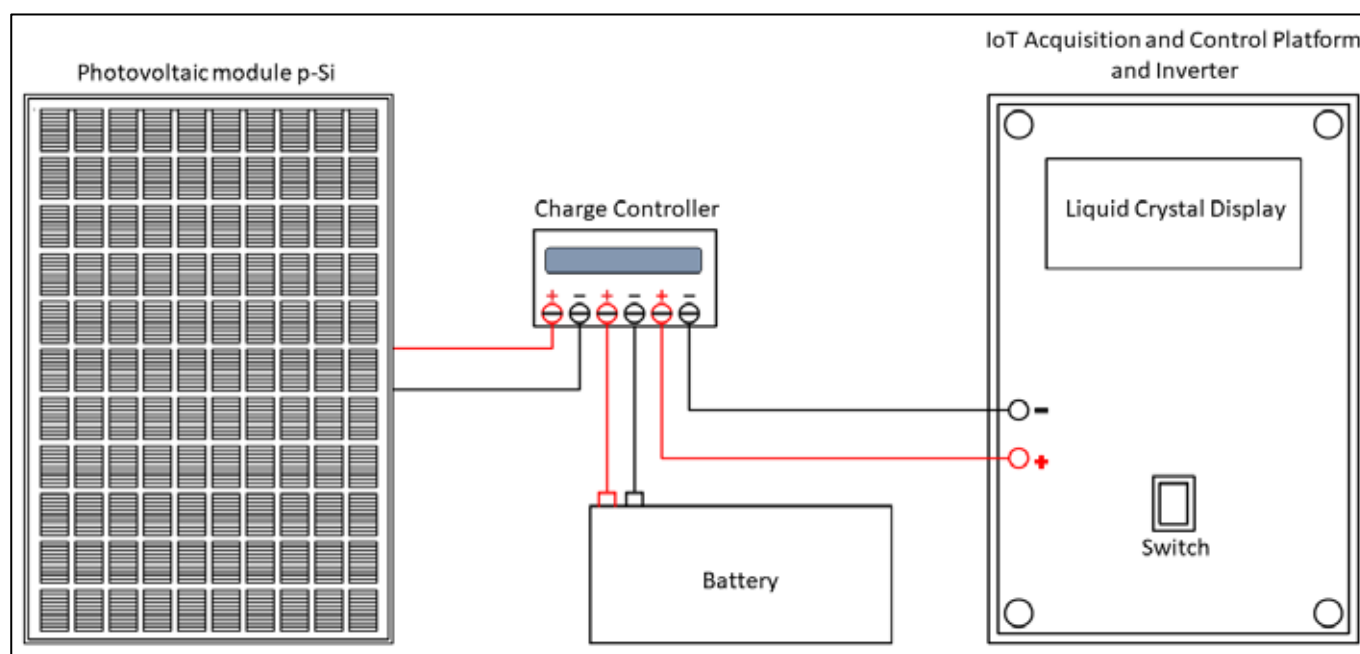 IoT Acquisition and Control Platform
and Inverter
Photovoltaic module p-Si
Charge Controller
Liquid Crystal Display
+ − + − + −
-
+
Switch
Battery